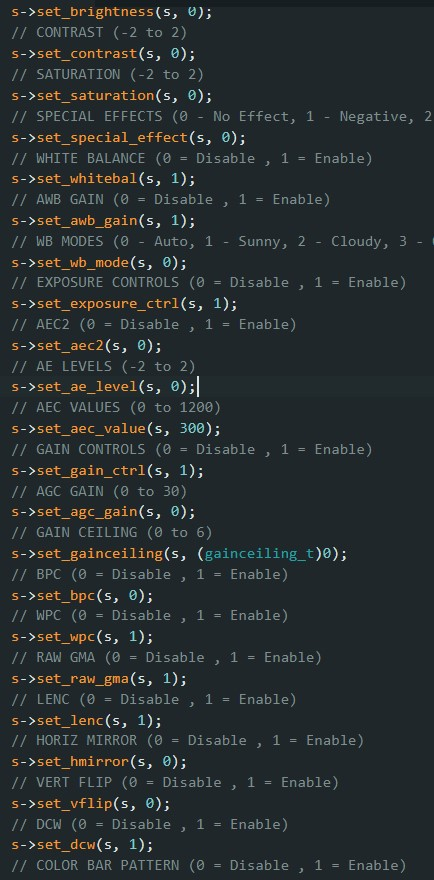 s->set_brightness(s, 0);
// CONTRAST (-2 to 2)
s->set_contrast(s, 0);
// SATURATION (-2 to 2)
s->set_saturation(s, 0);
// SPECIAL EFFECTS (0 - No Effect, 1 - Negative, 2
s->set_special_effect(s, 0);
// WHITE BALANCE (0 = Disable , 1 = Enable)
s->set_whitebal(s, 1);
// AWB GAIN (0 = Disable , 1 = Enable)
s->set_awb_gain(s, 1);
// WB MODES (0 - Auto, 1 - Sunny, 2 - Cloudy, 3 -
s->set_wb_mode(s, 0);
// EXPOSURE CONTROLS (0 = Disable , 1 = Enable)
s->set_exposure_ctrl(s, 1);
// AEC2 (0 = Disable , 1 = Enable)
s->set_aec2(s, 0);
// AE LEVELS (-2 to 2)
s->set_ae_level(s, 0);
// AEC VALUES (0 to 1200)
s->set_aec_value(s, 300);
// GAIN CONTROLS (0 = Disable , 1 = Enable)
s->set_gain_ctrl(s, 1);
// AGC GAIN (0 to 30)
s->set_agc_gain(s, 0);
// GAIN CEILING (0 to 6)
s->set_gainceiling(s, (gainceiling_t)0);
// BPC (0 = Disable , 1 = Enable)
s->set_bpc(s, 0);
// WPC (0 = Disable , 1 = Enable)
s->set_wpc(s, 1);
// RAW GMA (0 = Disable , 1 = Enable)
s->set_raw_gma(s, 1);
// LENC (0 = Disable , 1 = Enable)
s->set_lenc(s, 1);
// HORIZ MIRROR (0 = Disable , 1 = Enable)
s->set_hmirror(s, 0);
// VERT FLIP (0 = Disable , 1 = Enable)
s->set_vflip(s, 0);
// DCW (0 = Disable , 1 = Enable)
s->set_dcw(s, 1);
// COLOR BAR PATTERN (0 = Disable , 1 = Enable)